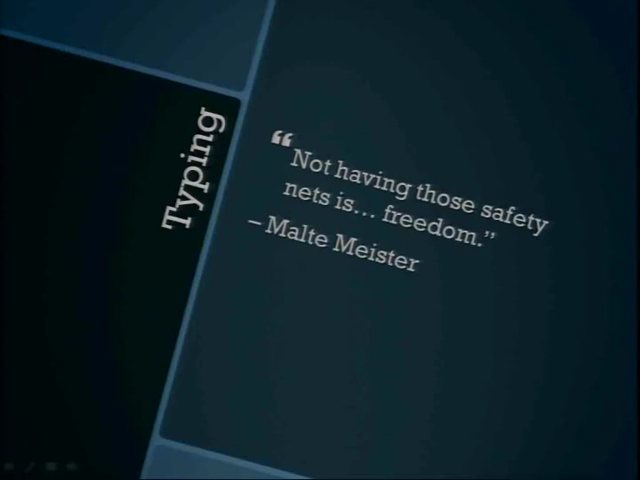 Typing
“Not having those safety
nets is... freedom.”
– Malte Meister